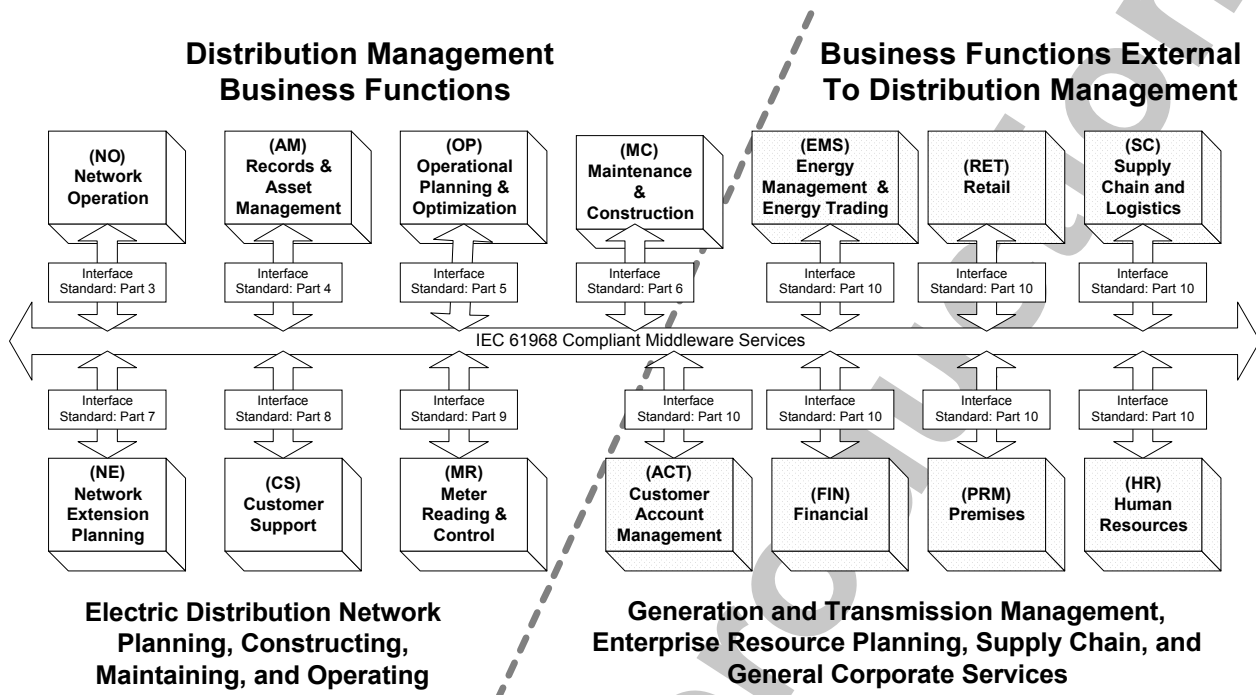 Distribution Management
Business Functions
Business Functions External
To Distribution Management
(NO)
Network
Operation
(AM)
Records &
Asset
Management
(OP)
Operational
Planning &
Optimization
(MC)
Maintenance
&
Construction
(EMS)
Energy
Management &
Energy Trading
(RET)
Retail
(SC)
Supply
Chain and
Logistics
Interface
Standard: Part 3
Interface
Standard: Part 4
Interface
Standard: Part 5
Interface
Standard: Part 6
Interface
Standard: Part 10
Interface
Standard: Part 10
Interface
Standard: Part 10
IEC 61968 Compliant Middleware Services
Interface
Standard: Part 7
Interface
Standard: Part 8
Interface
Standard: Part 9
Interface
Standard: Part 10
Interface
Standard: Part 10
Interface
Standard: Part 10
Interface
Standard: Part 10
(NE)
Network
Extension
Planning
(CS)
Customer
Support
(MR)
Meter
Reading &
Control
(ACT)
Customer
Account
Management
(FIN)
Financial
(PRM)
Premises
(HR)
Human
Resources
Electric Distribution Network
Planning, Constructing,
Maintaining, and Operating
Generation and Transmission Management,
Enterprise Resource Planning, Supply Chain, and
General Corporate Services